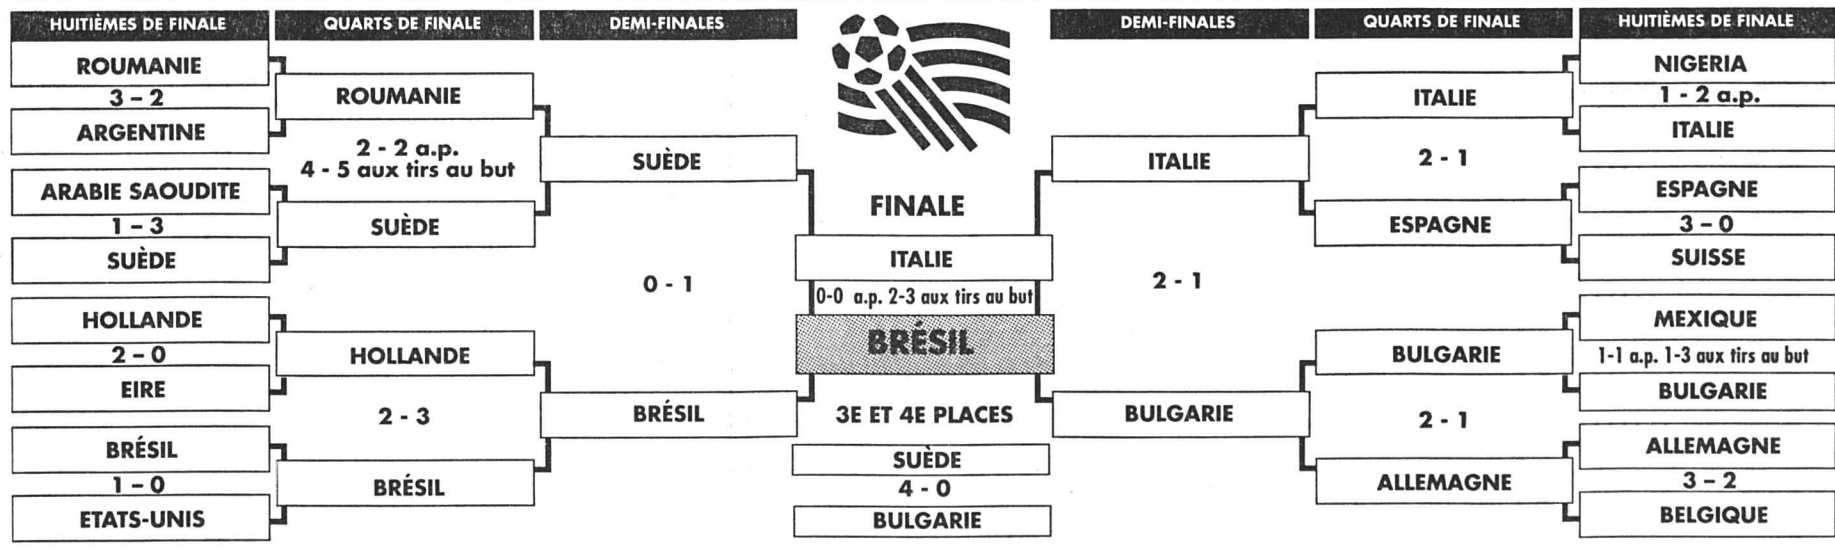 HUITIÈMES DE FINALE
QUARTS DE FINALE
DEMI-FINALES
DEMI-FINALES
QUARTS DE FINALE
HUITIÈMES DE FINALE
ROUMANIE
3 – 2
ARGENTINE
ARABIE SAOUDITE
1 – 3
SUÈDE
HOLLANDE
2 – 0
EIRE
BRÉSIL
1 – 0
ETATS-UNIS
ROUMANIE
2 - 2 a.p.
4 - 5 aux tirs au but
SUÈDE
HOLLANDE
2 - 3
BRÉSIL
SUÈDE
0 - 1
BRÉSIL
FINALE
ITALIE
0-0 a.p. 2-3 aux tirs au but
BRÉSIL
3E ET 4E PLACES
SUÈDE
4 - 0
BULGARIE
ITALIE
2 - 1
BULGARIE
ITALIE
2 - 1
ESPAGNE
BULGARIE
2 - 1
ALLEMAGNE
NIGERIA
1 - 2 a.p.
ITALIE
ESPAGNE
3 – 0
SUISSE
MEXIQUE
1-1 a.p. 1-3 aux tirs au but
BULGARIE
ALLEMAGNE
3 – 2
BELGIQUE